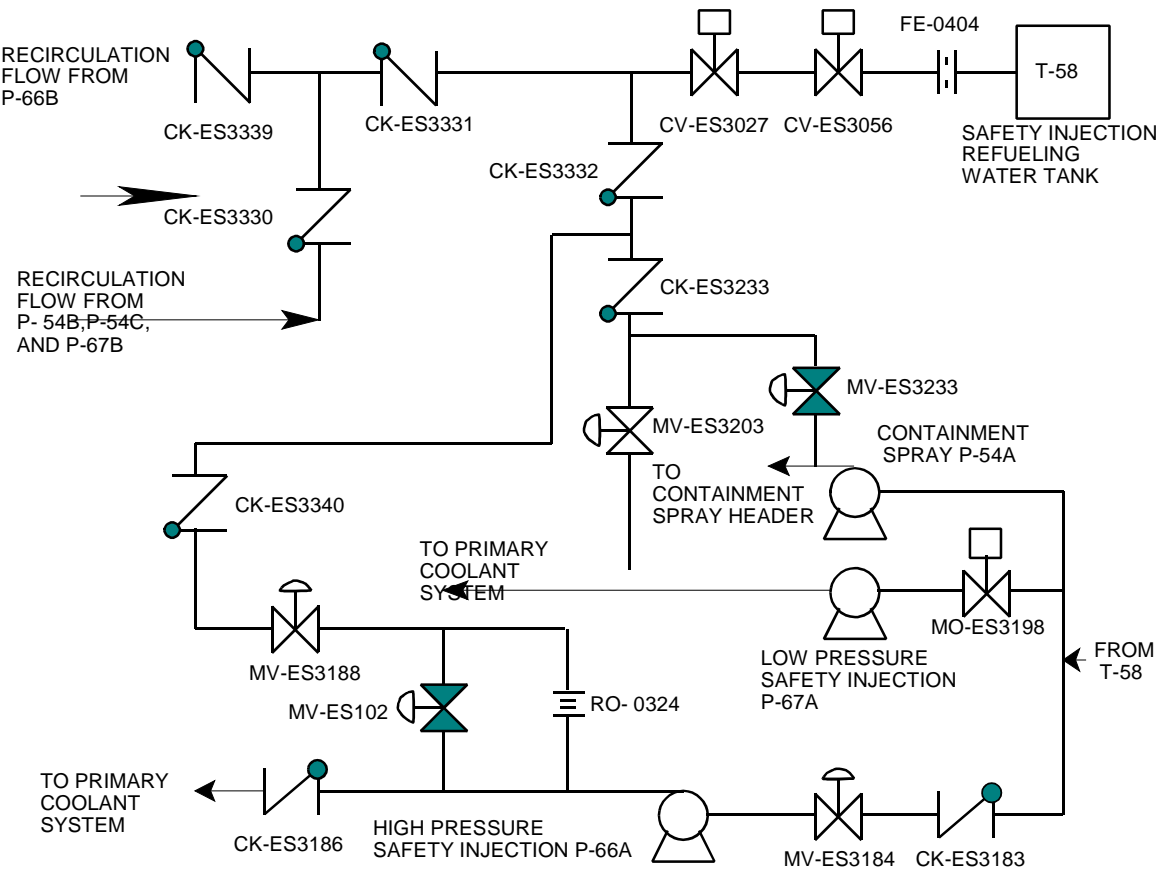 FE-0404
RECIRCULATION
FLOW FROM
P-66B
T-58
CK-ES3339
CK-ES3331
CV-ES3027
CV-ES3056
SAFETY INJECTION
REFUELING
WATER TANK
CK-ES3332
CK-ES3330
RECIRCULATION
FLOW FROM
P- 54B,P-54C,
AND P-67B
CK-ES3233
MV-ES3233
MV-ES3203
CONTAINMENT
SPRAY P-54A
TO
CONTAINMENT
SPRAY HEADER
CK-ES3340
TO PRIMARY
COOLANT
SYSTEM
MO-ES3198
LOW PRESSURE
SAFETY INJECTION
P-67A
FROM
T-58
MV-ES3188
MV-ES102
RO- 0324
TO PRIMARY
COOLANT
SYSTEM
CK-ES3186
HIGH PRESSURE
SAFETY INJECTION P-66A
MV-ES3184
CK-ES3183